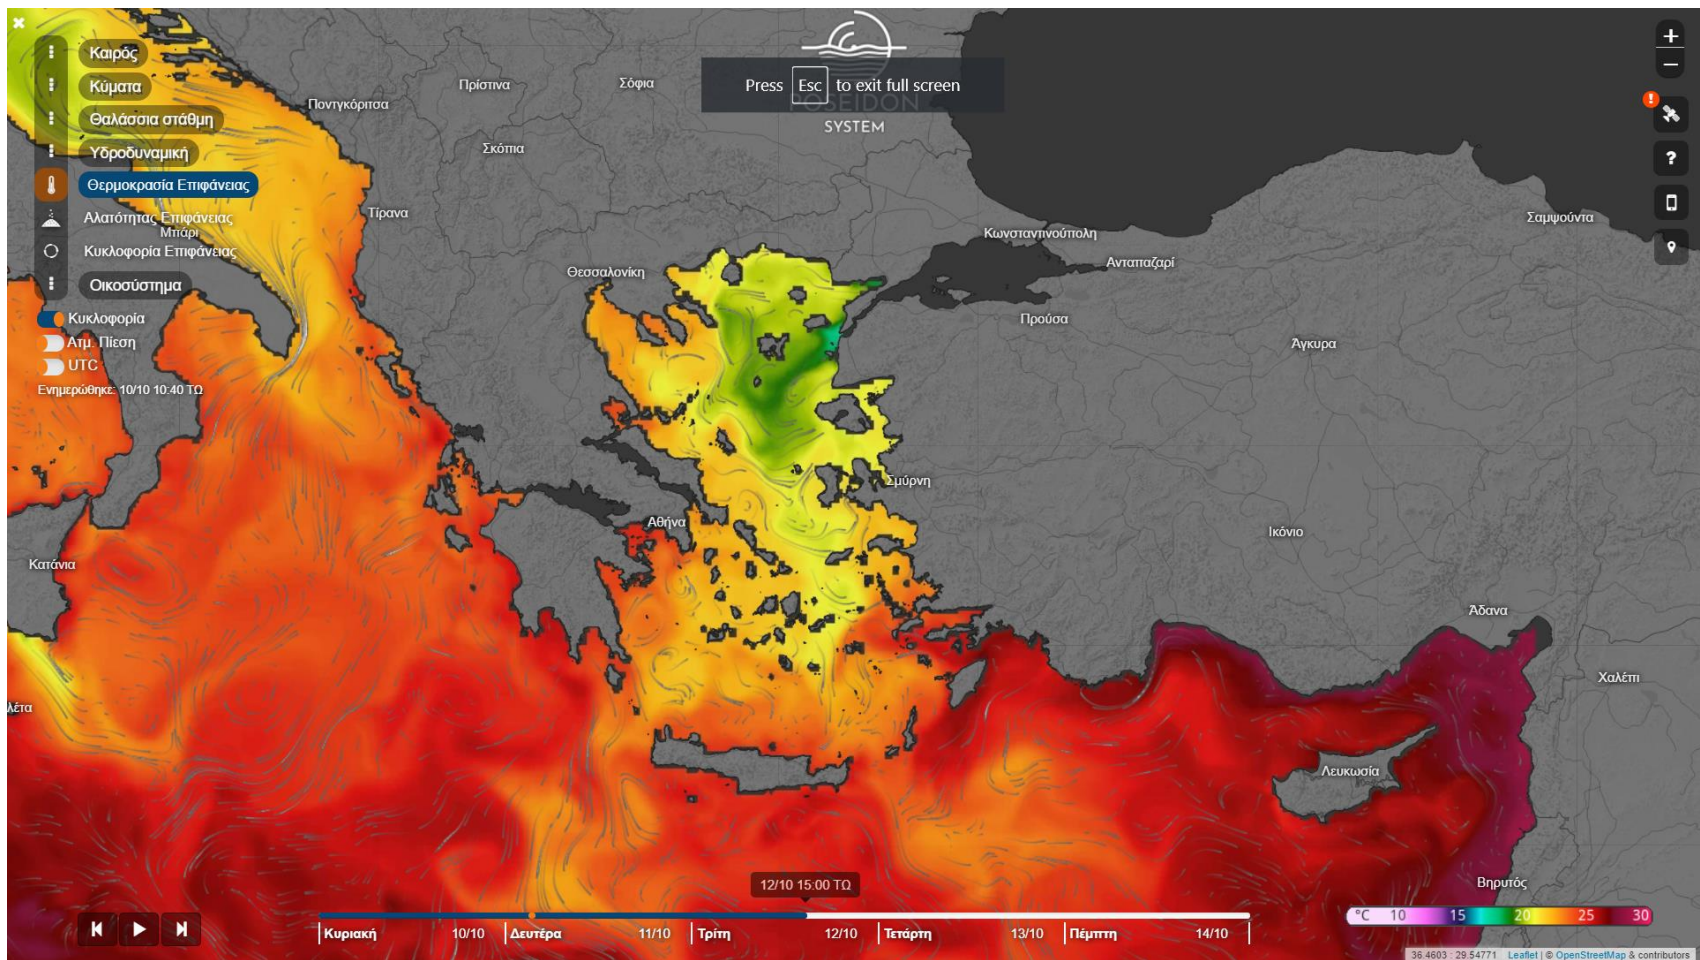 Καιρός
Κύματα
Θαλάσσια στάθμη
Υδροδυναμική
Θερμοκρασία Επιφάνειας
Αλατότητας Επιφάνειας
Μπάρι
Κυκλοφορία Επιφάνειας
Οικοσύστημα
Κυκλοφορία
Ατμ. Πίεση
UTC
Ενημερώθηκε: 10/10 10:40 ΤΩ
Press Esc to exit full screen
POSEIDON
SYSTEM
Ποντγκόριτσα
Πρίστινα
Σόφια
Σκόπια
Τίρανα
Θεσσαλονίκη
Κωνσταντινούπολη
Ανταπαζαρί
Σαμψούντα
Προύσα
Άγκυρα
Σμύρνη
Αθήνα
Ικόνιο
Κατάνια
Άδανα
Χαλέπι
λέτα
Λευκωσία
Βηρυτός
12/10 15:00 ΤΩ
Κυριακή 10/10 Δευτέρα 11/10 Τρίτη 12/10 Τετάρτη 13/10 Πέμπτη 14/10
°C 10 15 20 25 30
36.4603 : 29.54771 Leaflet | © OpenStreetMap & contributors